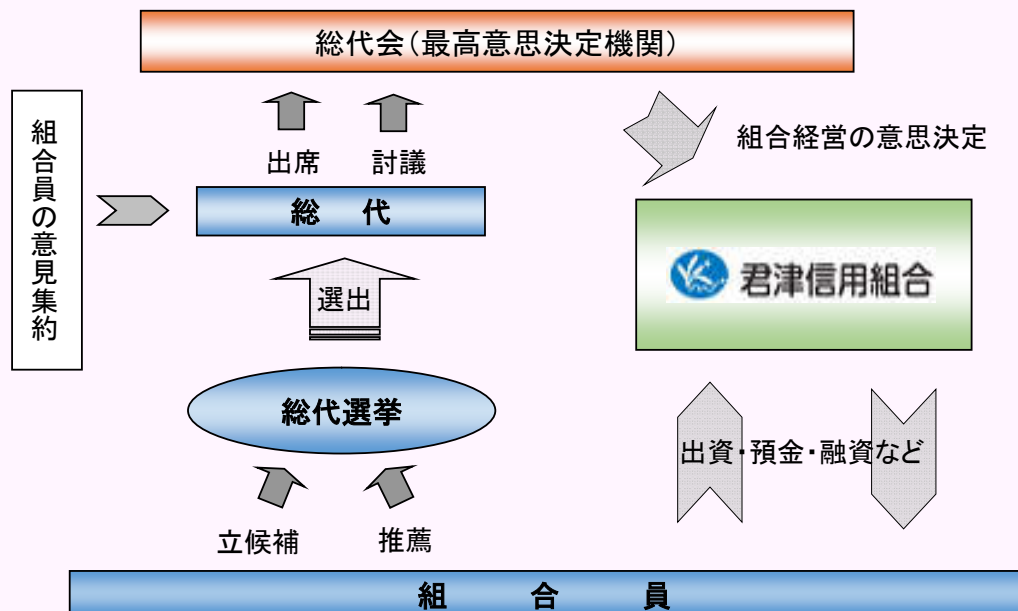 総代会（最高意思決定機関）
組合員の意見集約
出席
討議
組合経営の意思決定
総　代
君津信用組合
選出
総代選挙
出資・預金・融資など
立候補
推薦
組　合　員